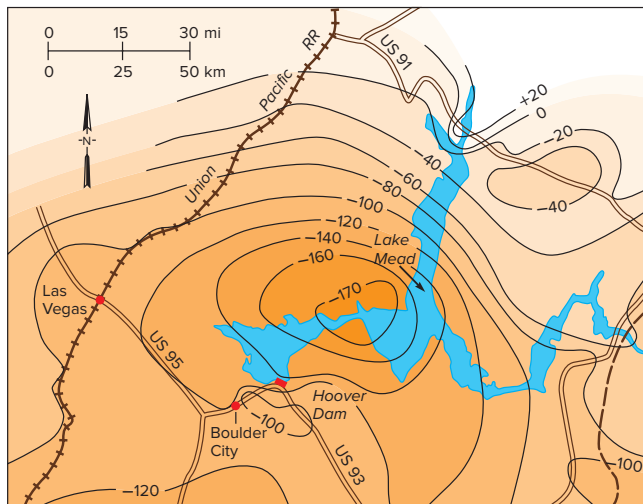 0 15 30 mi
0 25 50 km
-N-
Union Pacific RR
US 91
+20
0
−20
−40
−40
−60
−80
−100
−120
−140
−160
−170
Lake
Mead
Las
Vegas
US 95
Hoover
Dam
−100
Boulder
City
US 93
−120
−100